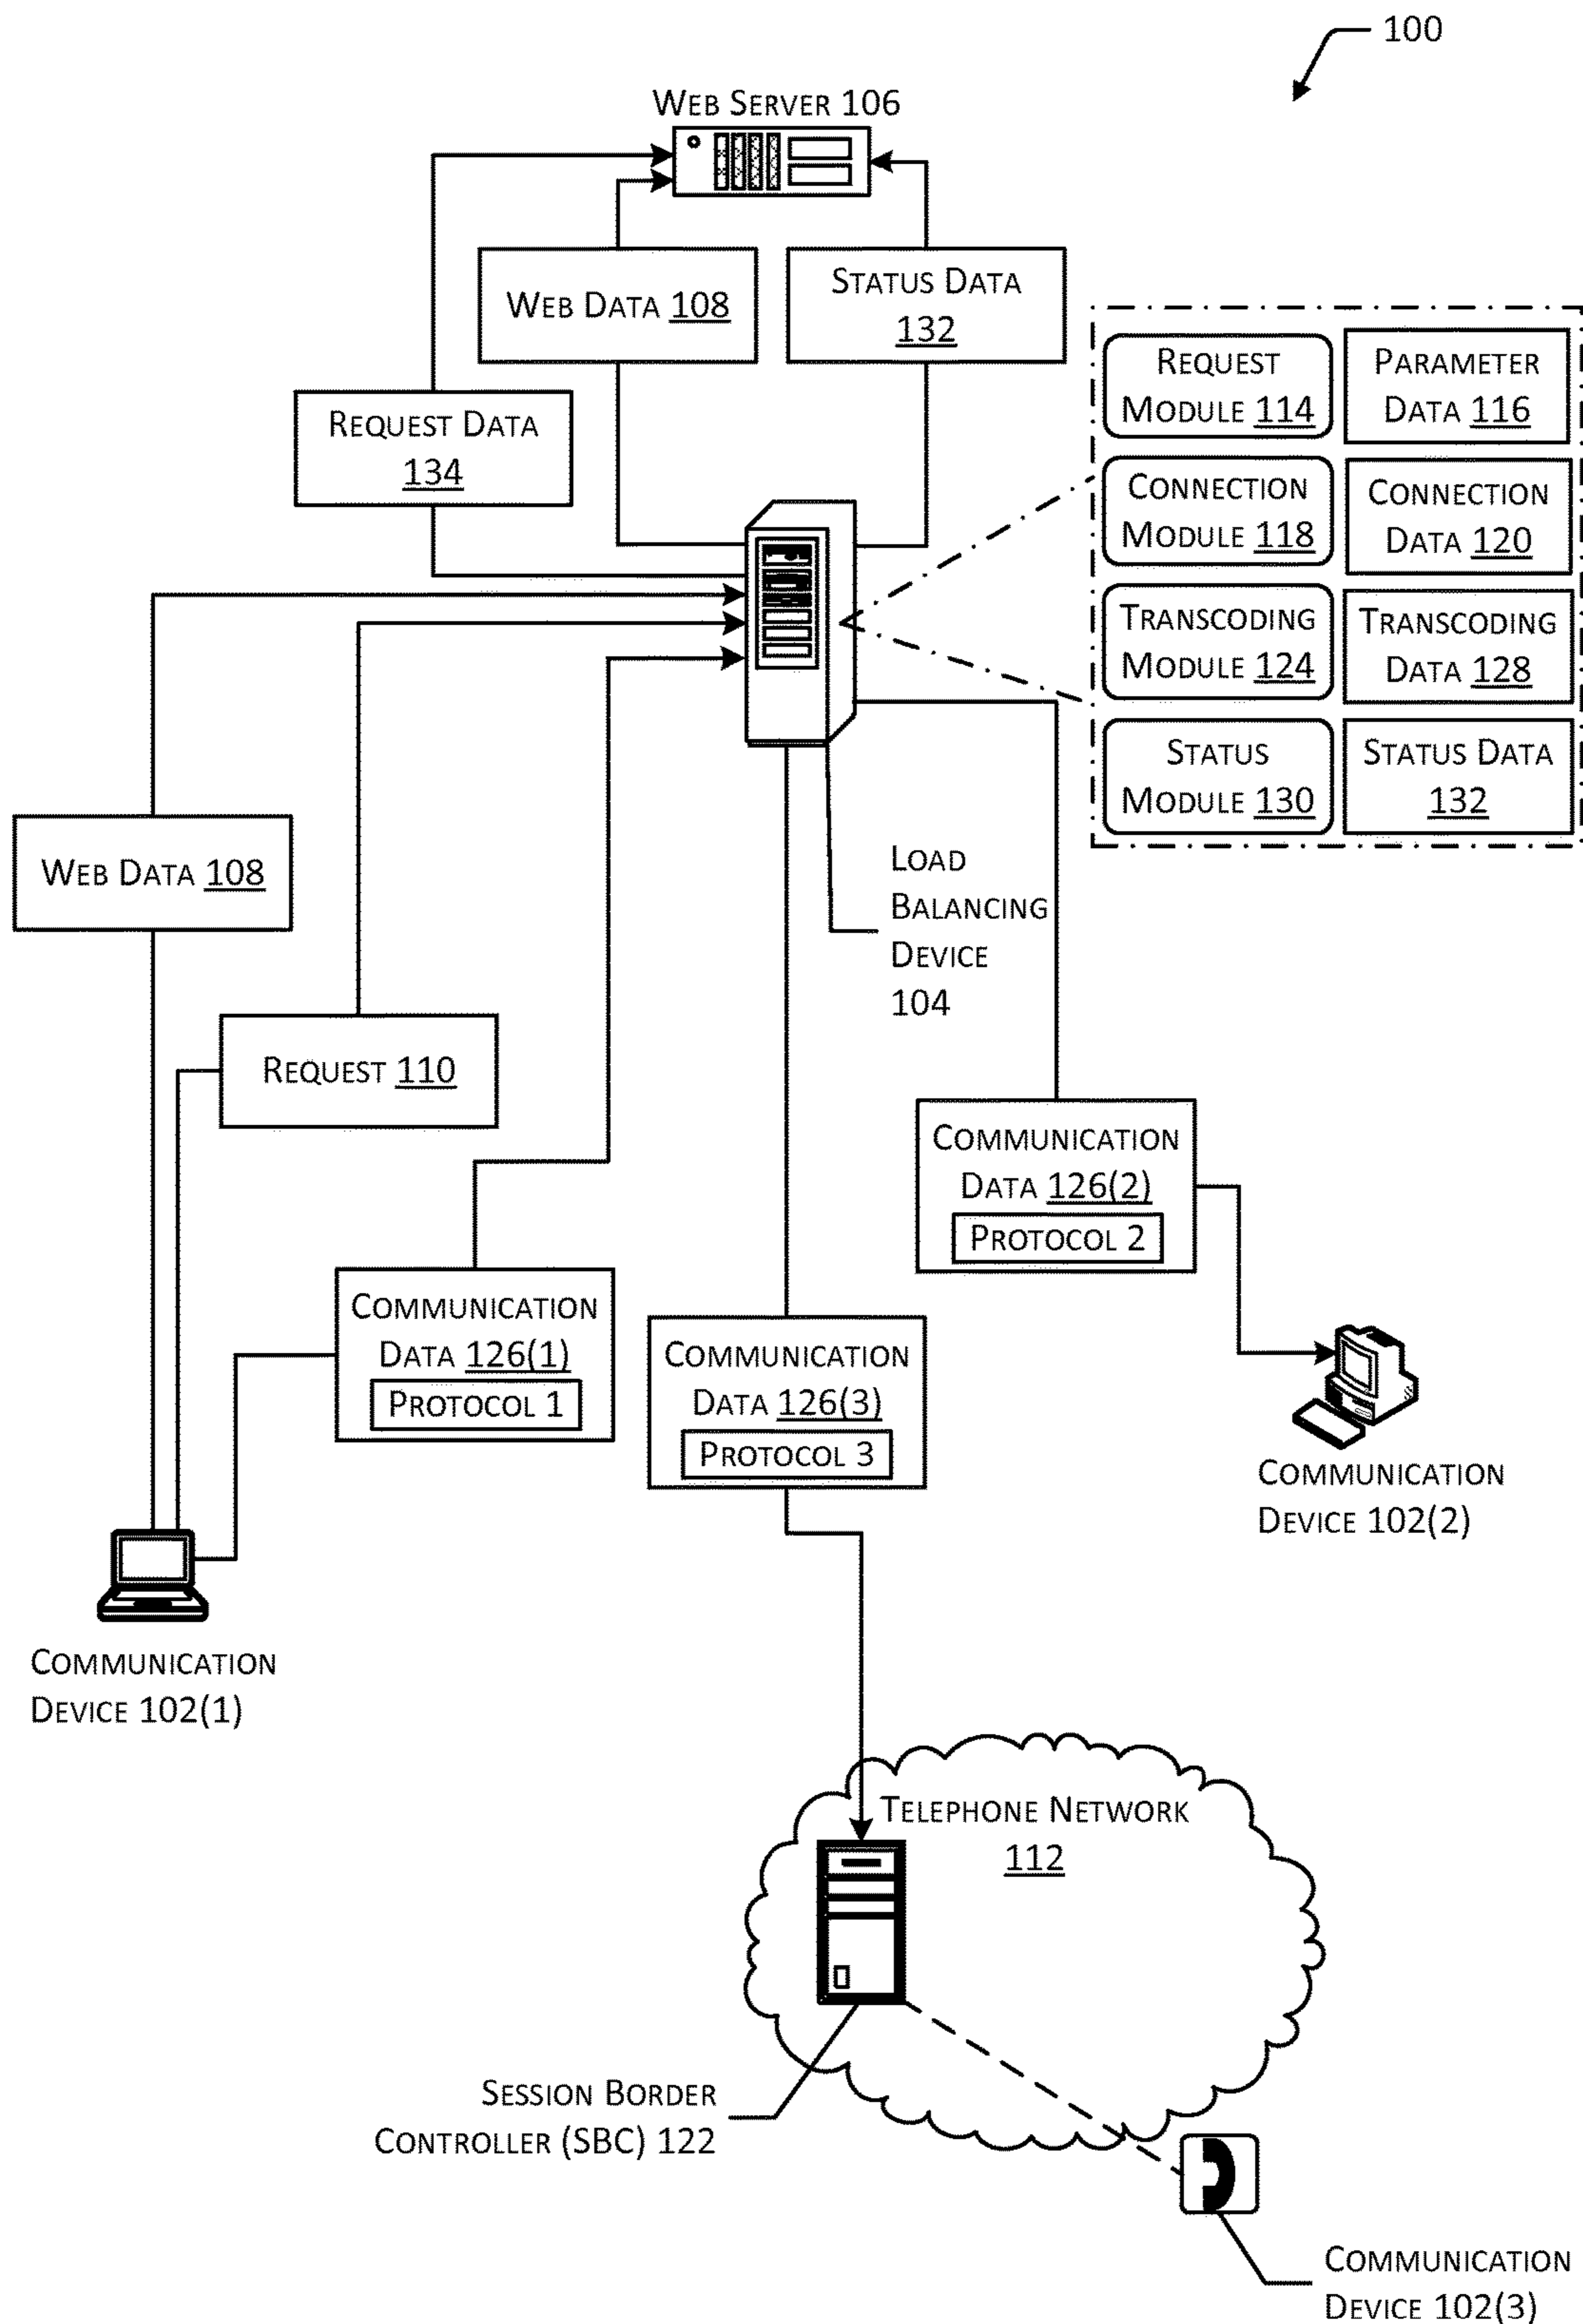 100
WEB SERVER 106
WEB DATA 108
STATUS DATA
132
REQUEST DATA
134
REQUEST
MODULE 114
PARAMETER
DATA 116
CONNECTION
MODULE 118
CONNECTION
DATA 120
TRANSCODING
MODULE 124
TRANSCODING
DATA 128
STATUS
MODULE 130
STATUS DATA
132
WEB DATA 108
LOAD
BALANCING
DEVICE
104
REQUEST 110
COMMUNICATION
DATA 126(2)
PROTOCOL 2
COMMUNICATION
DATA 126(1)
PROTOCOL 1
COMMUNICATION
DATA 126(3)
PROTOCOL 3
COMMUNICATION
DEVICE 102(2)
COMMUNICATION
DEVICE 102(1)
TELEPHONE NETWORK
112
SESSION BORDER
CONTROLLER (SBC) 122
COMMUNICATION
DEVICE 102(3)